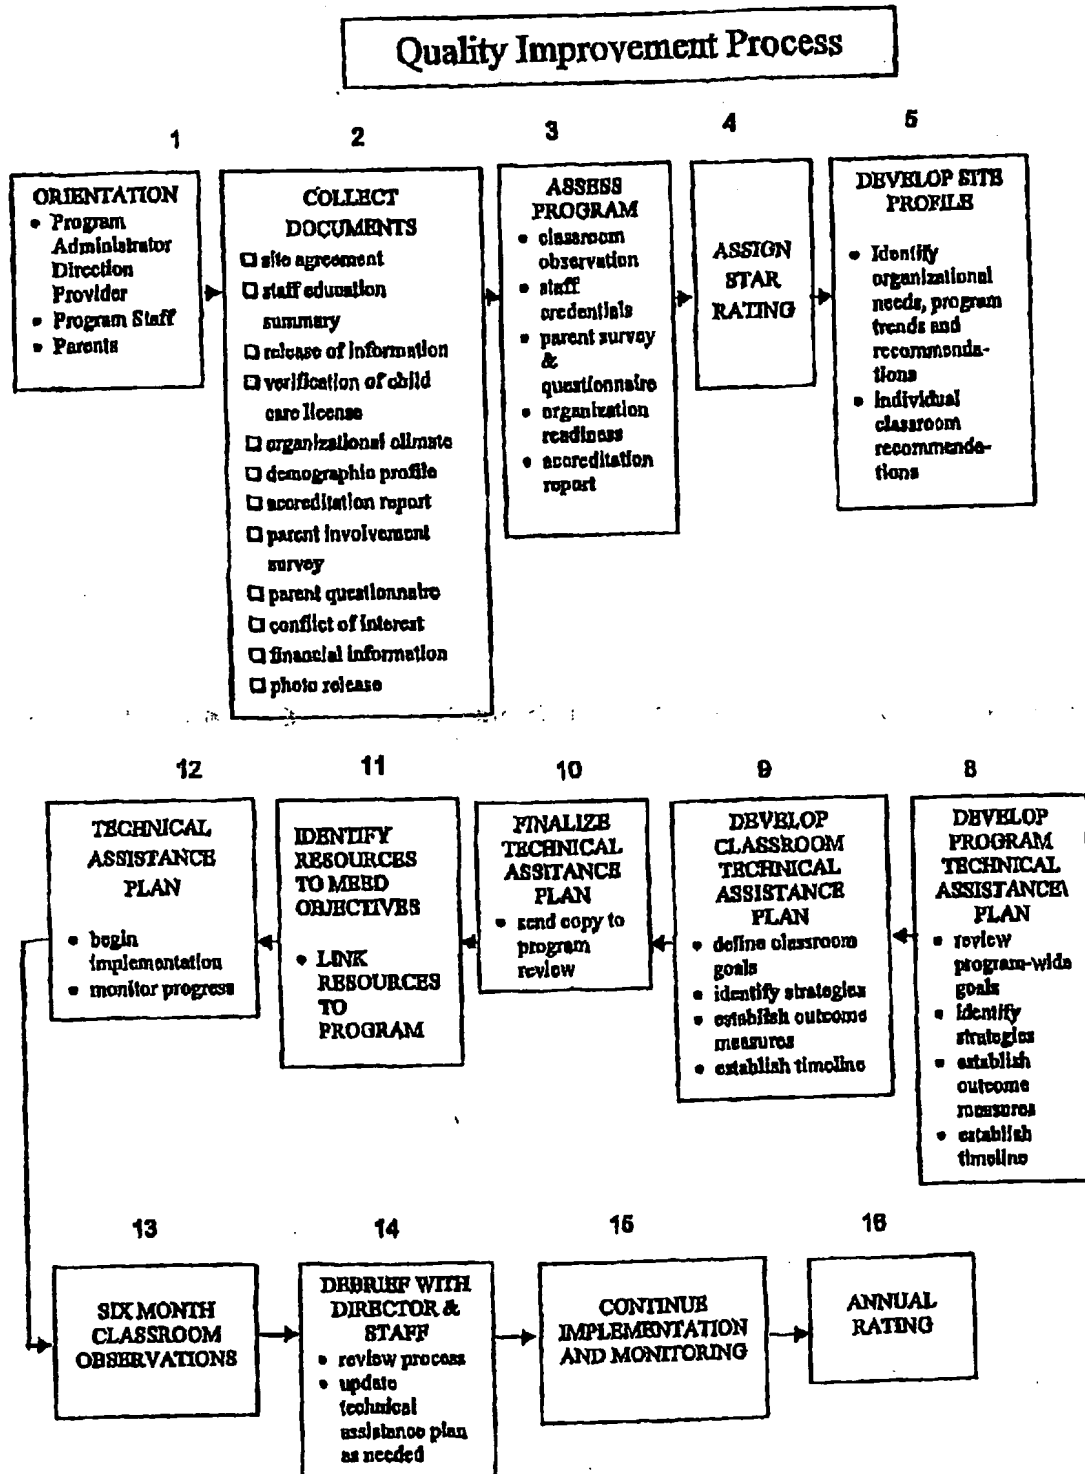 Quality Improvement Process
1
2
3
4
5
ORIENTATION
• Program
Administrator
Direction
Provider
• Program Staff
• Parents
COLLECT
DOCUMENTS
❑ site agreement
❑ staff education
summary
❑ release of information
❑ verification of child
care license
❑ organizational climate
❑ demographic profile
❑ accreditation report
❑ parent involvement
survey
❑ parent questionnaire
❑ conflict of interest
❑ financial information
❑ photo release
ASSESS
PROGRAM
• classroom
observation
• staff
credentials
• parent survey
&
questionnaire
• organization
readiness
• accreditation
report
ASSIGN
STAR
RATING
DEVELOP SITE
PROFILE
• Identify
organizational
needs, program
trends and
recommenda-
tions
• individual
classroom
recommenda-
tions
12
11
10
9
8
TECHNICAL
ASSISTANCE
PLAN
• begin
implementation
• monitor progress
IDENTIFY
RESOURCES
TO MEED
OBJECTIVES
• LINK
RESOURCES
TO
PROGRAM
FINALIZE
TECHNICAL
ASSITANCE
PLAN
• send copy to
program
review
DEVELOP
CLASSROOM
TECHNICAL
ASSISTANCE
PLAN
• define classroom
goals
• identify strategies
• establish outcome
measures
• establish timeline
DEVELOP
PROGRAM
TECHNICAL
ASSISTANCE\
PLAN
• review
program-wide
goals
• identify
strategies
• establish
outcome
measures
• establish
timeline
13
14
15
16
SIX MONTH
CLASSROOM
OBSERVATIONS
DEBRIEF WITH
DIRECTOR &
STAFF
• review process
• update
technical
assistance plan
as needed
CONTINUE
IMPLEMENTATION
AND MONITORING
ANNUAL
RATING